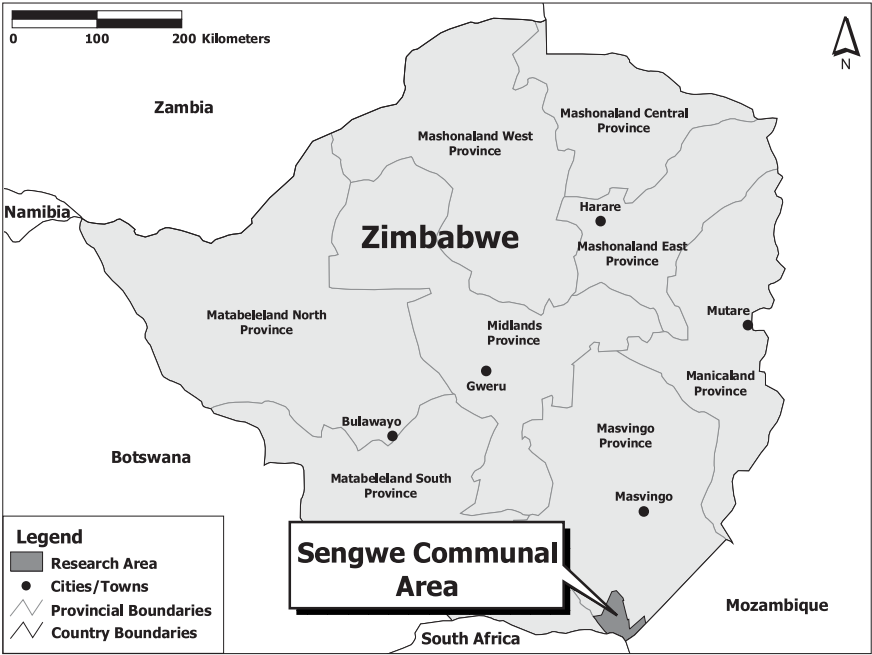 0 100 200 Kilometers
N
Zambia
Mashonaland West
Province
Mashonaland Central
Province
Namibia
Harare
Zimbabwe
Mashonaland East
Province
Matabeleland North
Province
Midlands
Province
Mutare
Gweru
Manicaland
Province
Bulawayo
Masvingo
Province
Botswana
Matabeleland South
Province
Masvingo
Legend
Research Area
Cities/Towns
Provincial Boundaries
Country Boundaries
Sengwe Communal
Area
Mozambique
South Africa